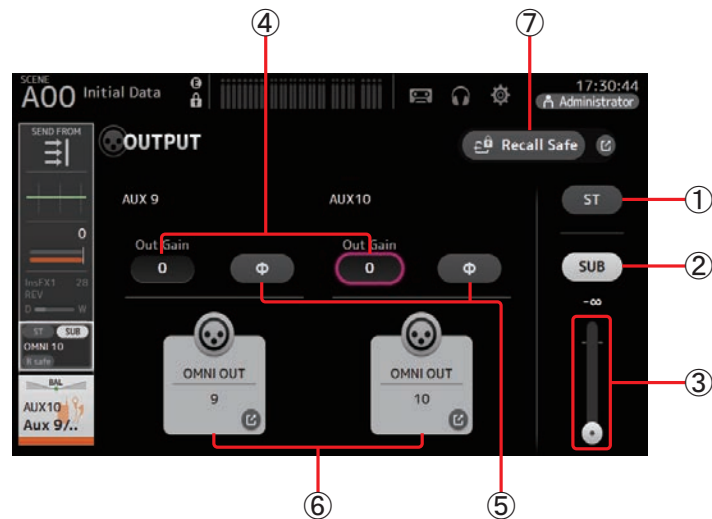 ④ ⑦
SCENE
A00 Initial Data E
17:30:44
Administrator
SEND FROM
OUTPUT
Recall Safe
AUX 9 AUX10
ST ①
0
Out Gain Out Gain
0 Φ 0 Φ
SUB ②
InsFX1 28
REV
D W
-∞
ST SUB
OMNI 10
R safe
OMNI OUT OMNI OUT
9 10
③
BAL
AUX10
Aux 9/..
⑥ ⑤